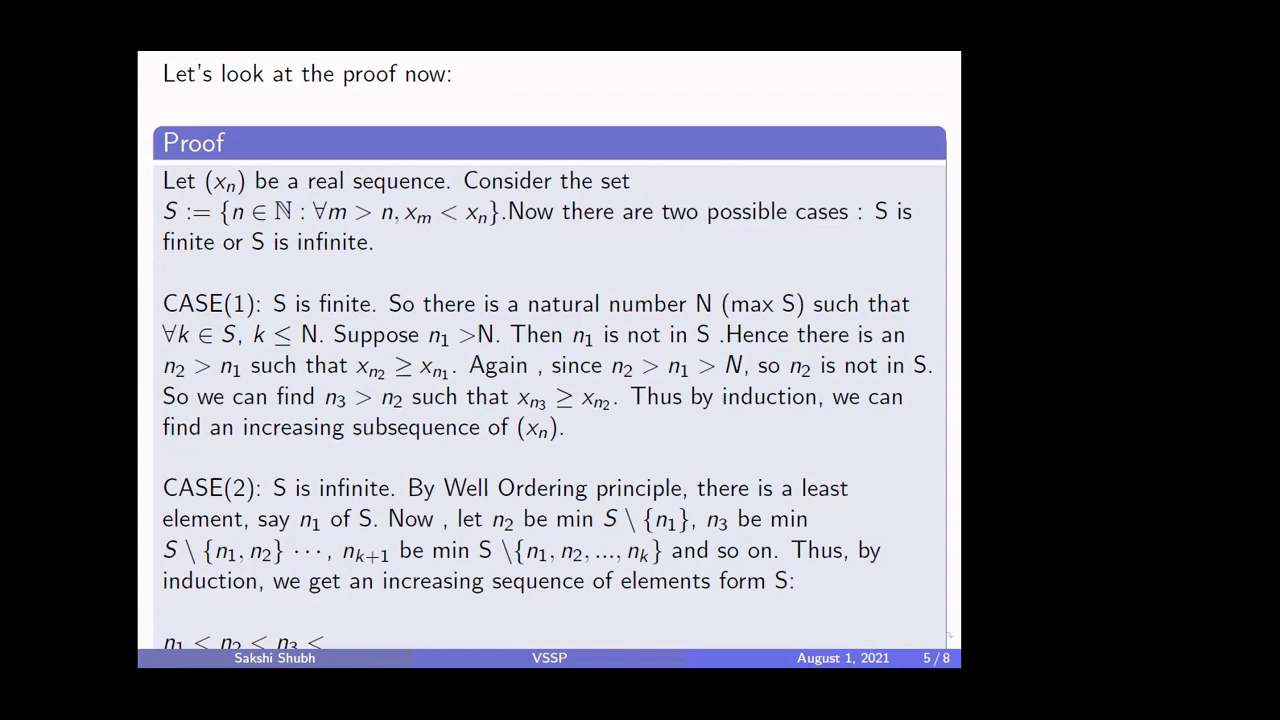 Let's look at the proof now:
Proof
Let (xₙ) be a real sequence. Consider the set
S := {n ∈ ℕ : ∀m > n, xₘ < xₙ}.Now there are two possible cases : S is
finite or S is infinite.
CASE(1): S is finite. So there is a natural number N (max S) such that
∀k ∈ S, k ≤ N. Suppose n₁ >N. Then n₁ is not in S .Hence there is an
n₂ > n₁ such that xₙ₂ ≥ xₙ₁. Again , since n₂ > n₁ > N, so n₂ is not in S.
So we can find n₃ > n₂ such that xₙ₃ ≥ xₙ₂. Thus by induction, we can
find an increasing subsequence of (xₙ).
CASE(2): S is infinite. By Well Ordering principle, there is a least
element, say n₁ of S. Now , let n₂ be min S \ {n₁}, n₃ be min
S \ {n₁, n₂} ···, nₖ₊₁ be min S \{n₁, n₂, ..., nₖ} and so on. Thus, by
induction, we get an increasing sequence of elements form S:
n₁ < n₂ < n₃ <
Sakshi Shubh VSSP August 1, 2021 5 / 8